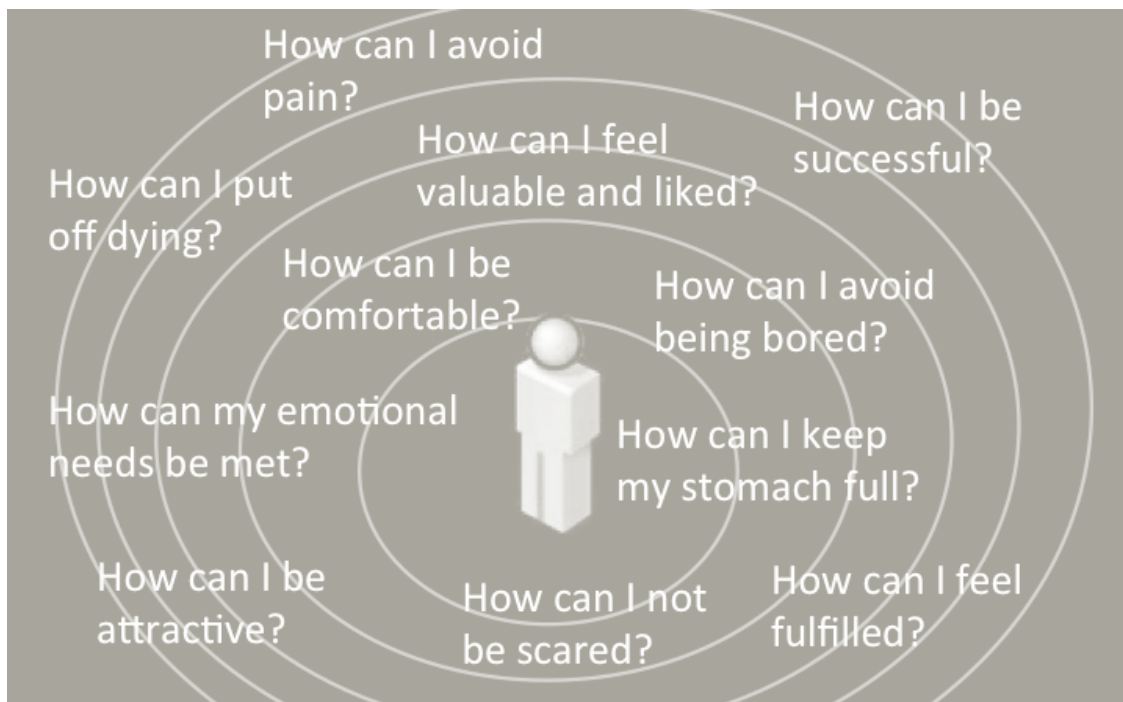 How can I avoid
pain?
How can I be
successful?
How can I feel
valuable and liked?
How can I put
off dying?
How can I be
comfortable?
How can I avoid
being bored?
How can my emotional
needs be met?
How can I keep
my stomach full?
How can I be
attractive?
How can I not
be scared?
How can I feel
fulfilled?